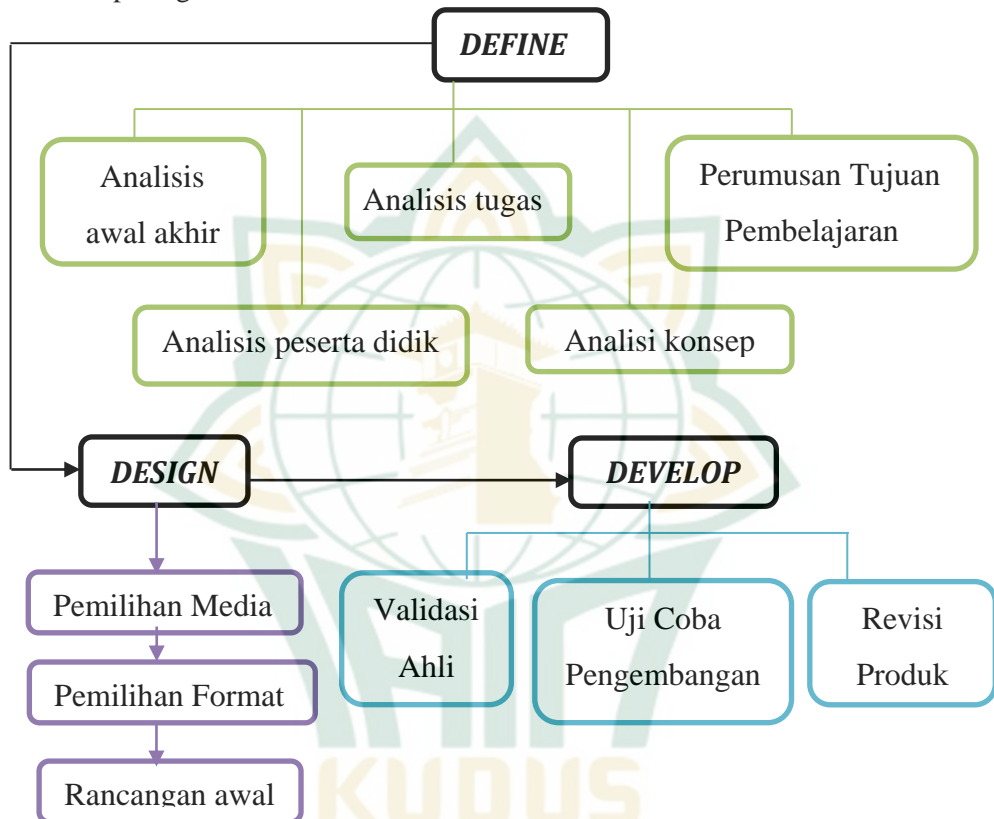 DEFINE
Analisis
awal akhir
Analisis tugas
Perumusan Tujuan
Pembelajaran
Analisis peserta didik
Analisi konsep
DESIGN
DEVELOP
Pemilihan Media
Pemilihan Format
Rancangan awal
Validasi
Ahli
Uji Coba
Pengembangan
Revisi
Produk
KUDUS